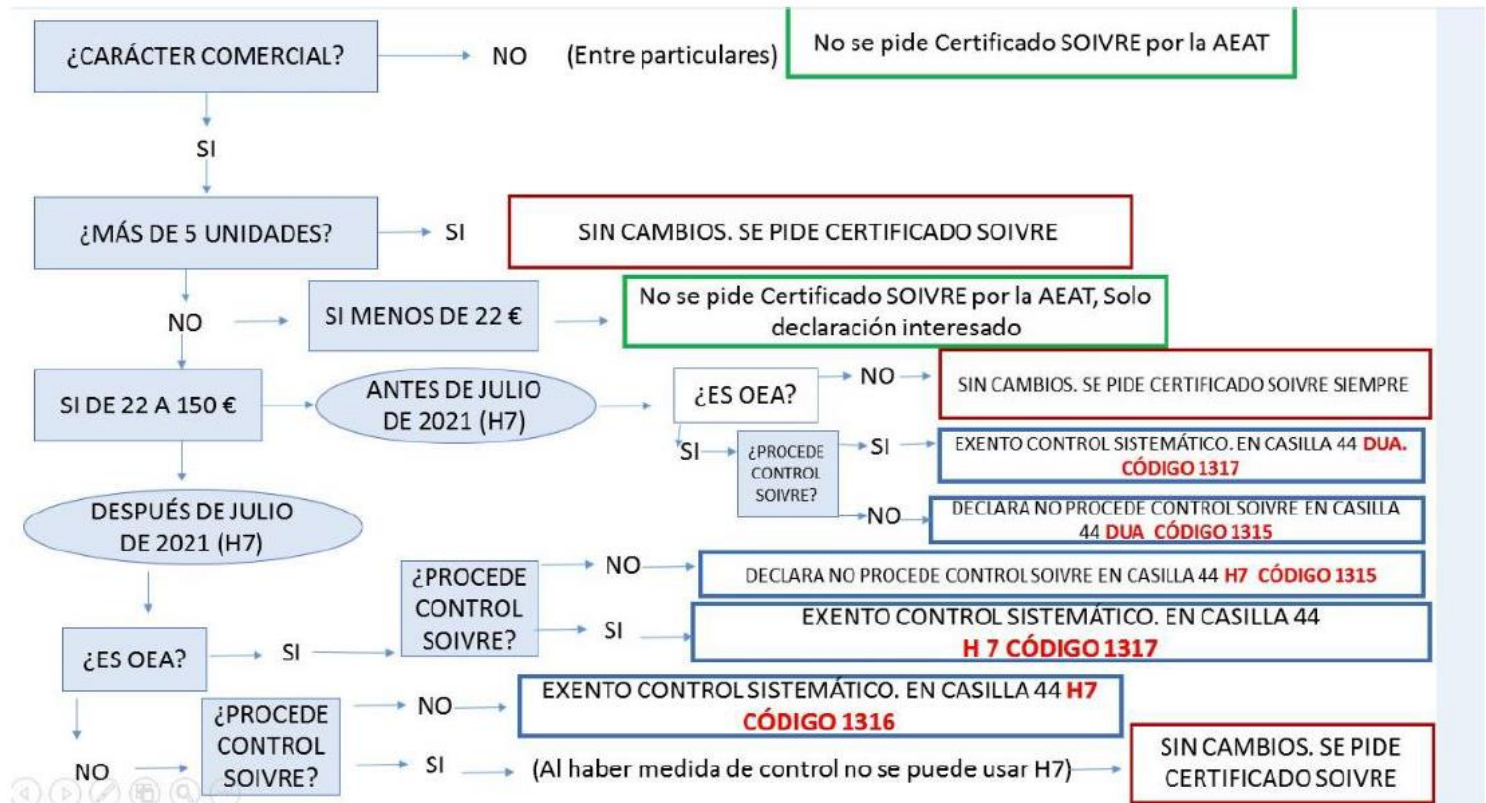 ¿CARÁCTER COMERCIAL?
NO
(Entre particulares)
No se pide Certificado SOIVRE por la AEAT
SI
¿MÁS DE 5 UNIDADES?
SI
SIN CAMBIOS. SE PIDE CERTIFICADO SOIVRE
NO
SI MENOS DE 22 €
No se pide Certificado SOIVRE por la AEAT, Solo
declaración interesado
SI DE 22 A 150 €
ANTES DE JULIO
DE 2021 (H7)
¿ES OEA?
NO
SIN CAMBIOS. SE PIDE CERTIFICADO SOIVRE SIEMPRE
SI
¿PROCEDE
CONTROL
SOIVRE?
SI
EXENTO CONTROL SISTEMÁTICO. EN CASILLA 44 DUA.
CÓDIGO 1317
NO
DECLARA NO PROCEDE CONTROL SOIVRE EN CASILLA
44 DUA CÓDIGO 1315
DESPUÉS DE JULIO
DE 2021 (H7)
¿ES OEA?
SI
¿PROCEDE
CONTROL
SOIVRE?
NO
DECLARA NO PROCEDE CONTROL SOIVRE EN CASILLA 44 H7 CÓDIGO 1315
SI
EXENTO CONTROL SISTEMÁTICO. EN CASILLA 44
H 7 CÓDIGO 1317
NO
¿PROCEDE
CONTROL
SOIVRE?
NO
EXENTO CONTROL SISTEMÁTICO. EN CASILLA 44 H7
CÓDIGO 1316
SI
(Al haber medida de control no se puede usar H7)
SIN CAMBIOS. SE PIDE
CERTIFICADO SOIVRE